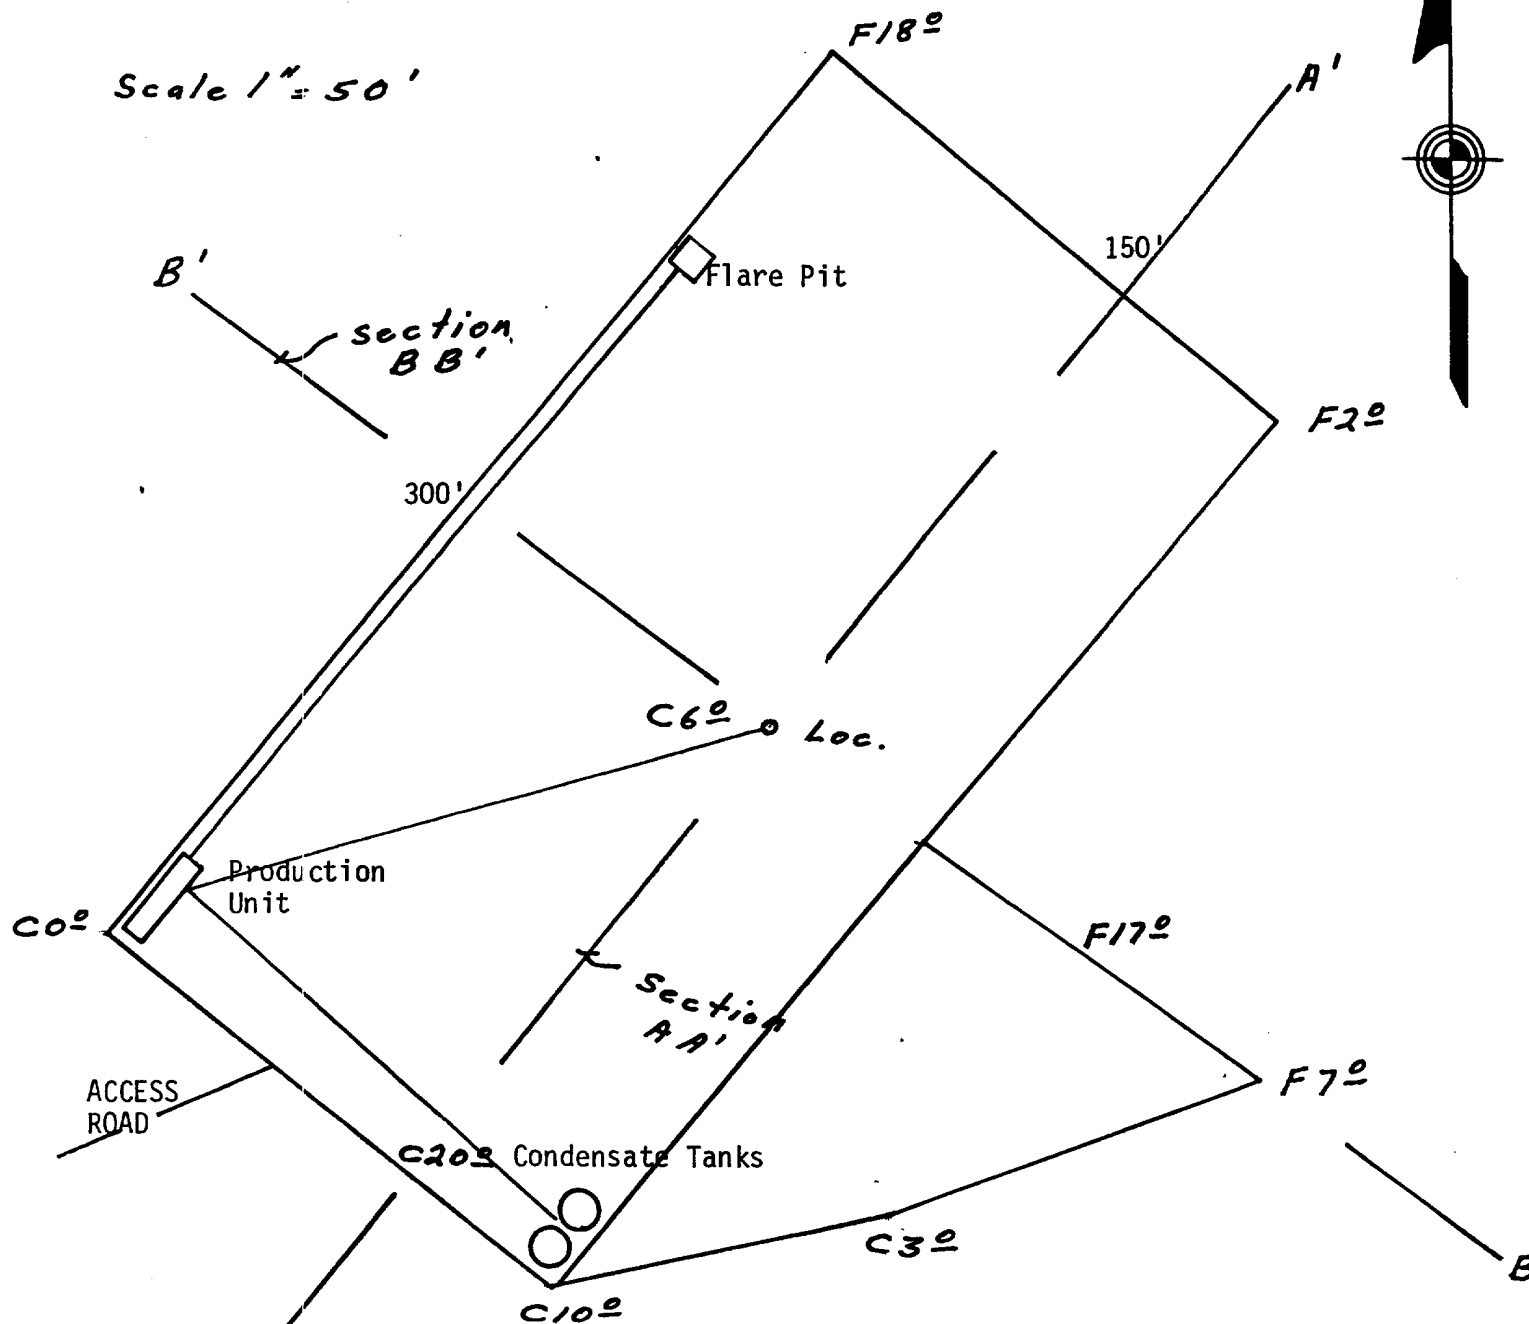 F18º
Scale 1" = 50'
A'
150'
B'
Flare Pit
section
B B'
F2º
300'
C6º Loc.
Production
Unit
C0º
F17º
Section
A A'
F7º
ACCESS
ROAD
C20º Condensate Tanks
C3º
B
C10º